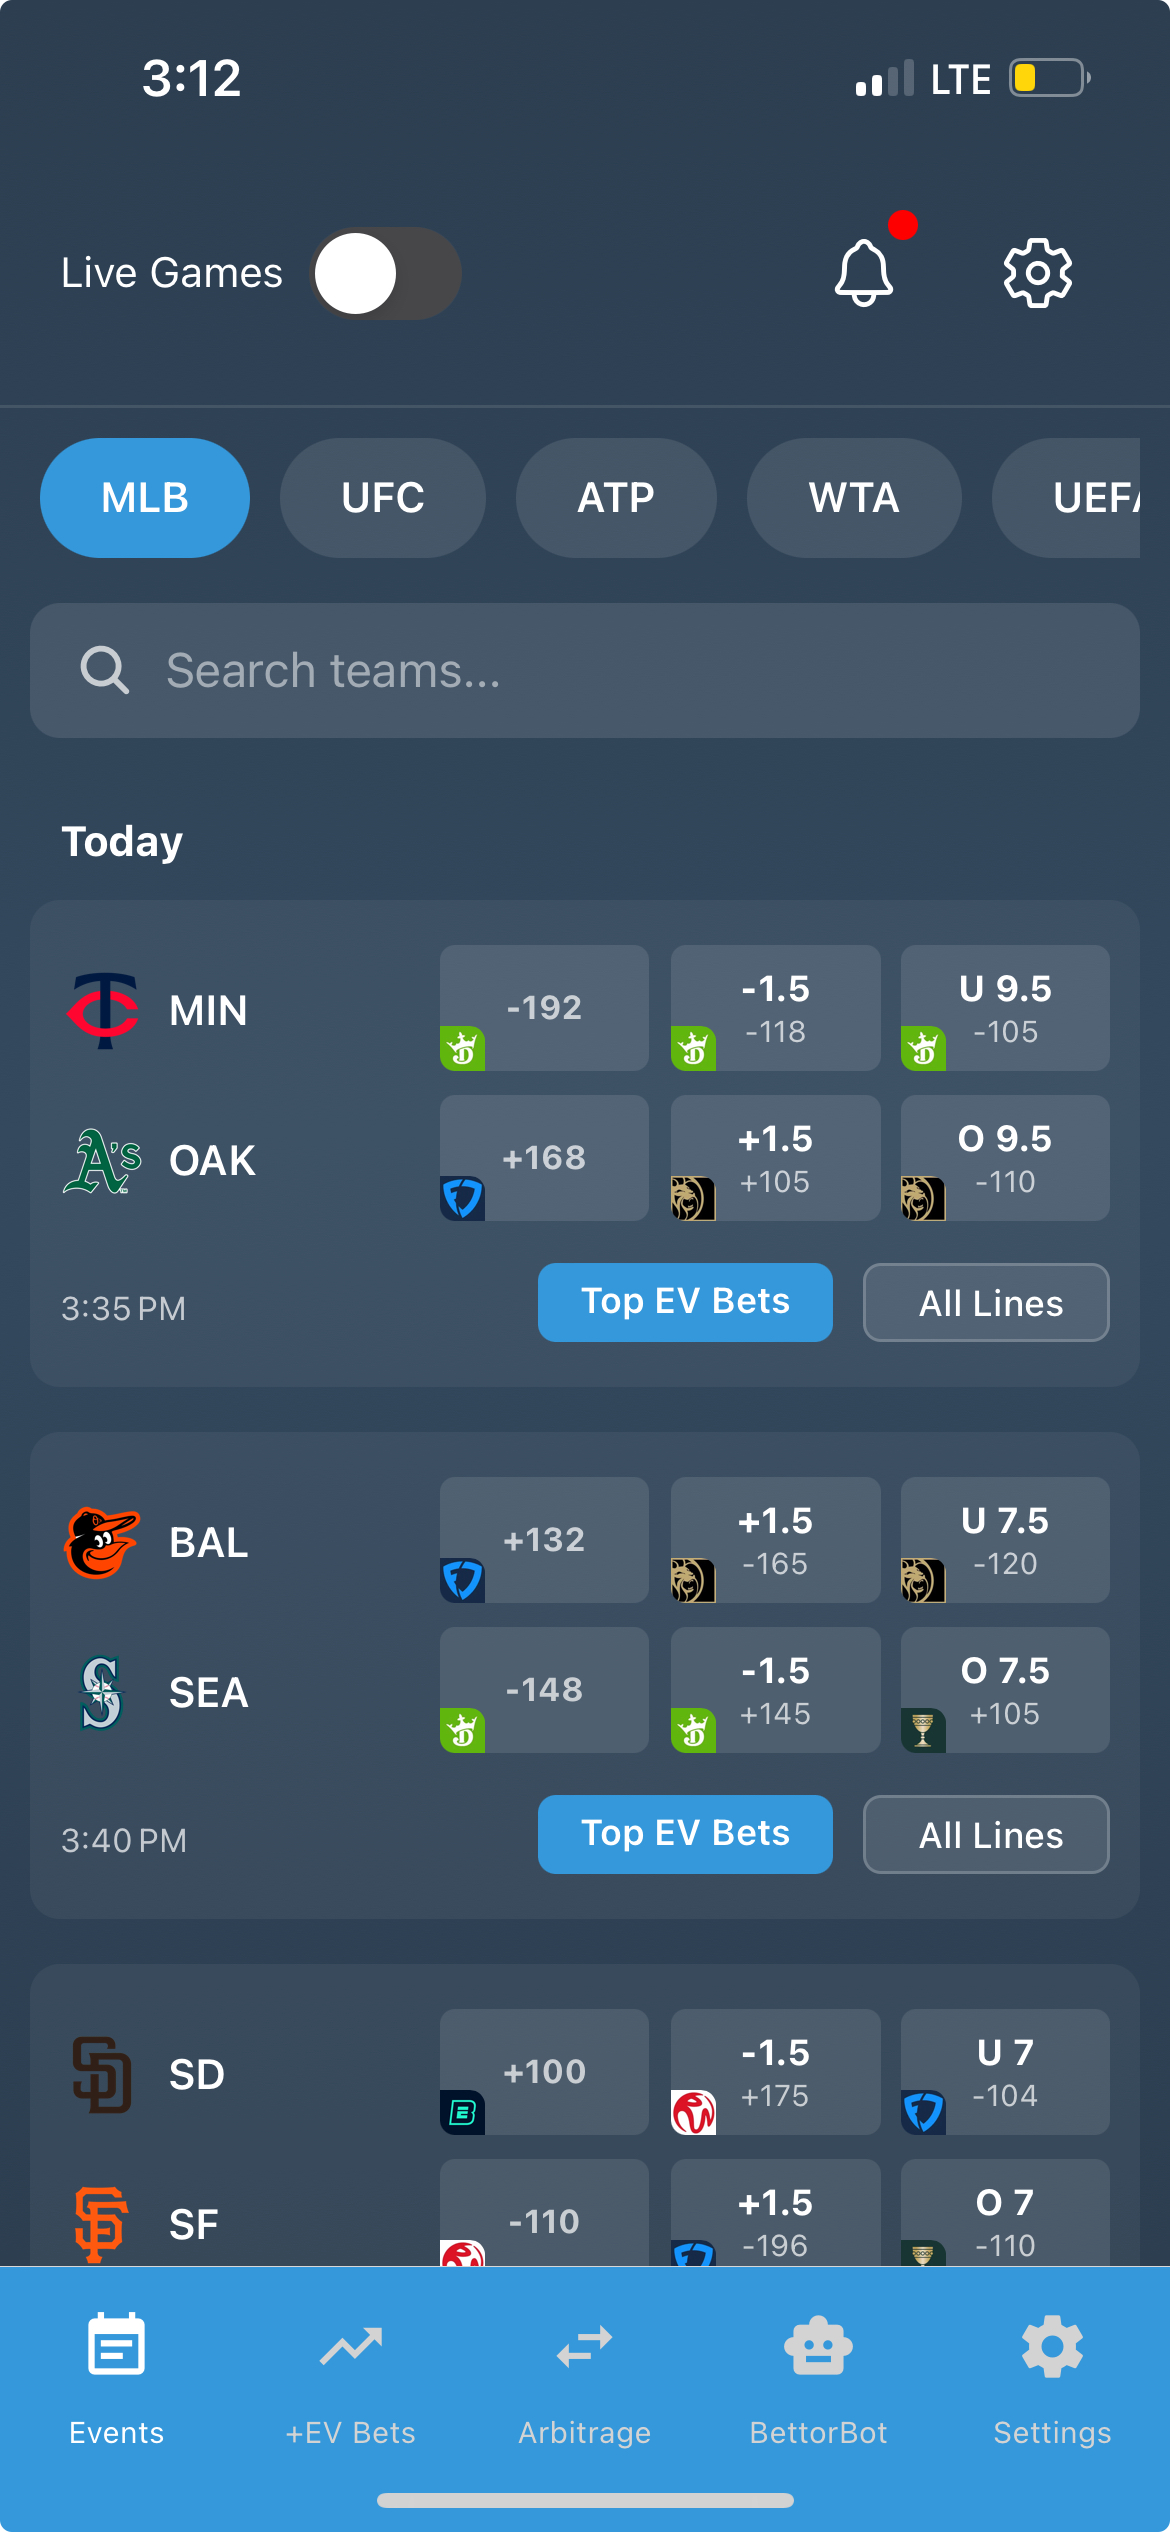 3:12 LTE
Live Games
MLB UFC ATP WTA UEFA
Search teams...
Today
MIN -192 -1.5 -118 U 9.5 -105
A's OAK +168 +1.5 +105 O 9.5 -110
3:35 PM Top EV Bets All Lines
BAL +132 +1.5 -165 U 7.5 -120
S SEA -148 -1.5 +145 O 7.5 +105
3:40 PM Top EV Bets All Lines
SD SD +100 -1.5 +175 U 7 -104
SF SF -110 +1.5 -196 O 7 -110
Events +EV Bets Arbitrage BettorBot Settings